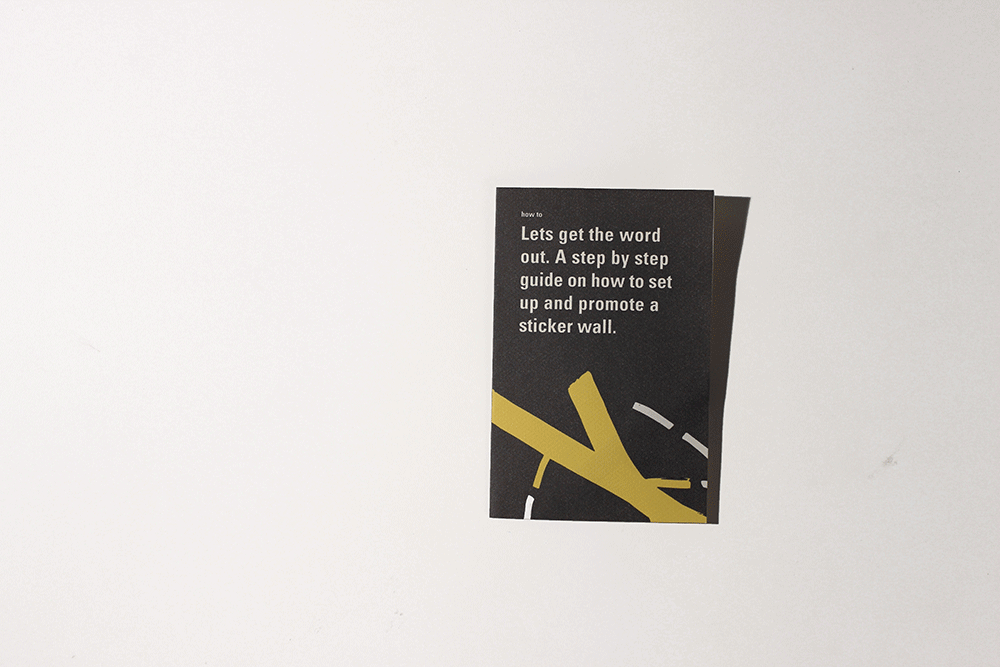 how to
Lets get the word
out. A step by step
guide on how to set
up and promote a
sticker wall.